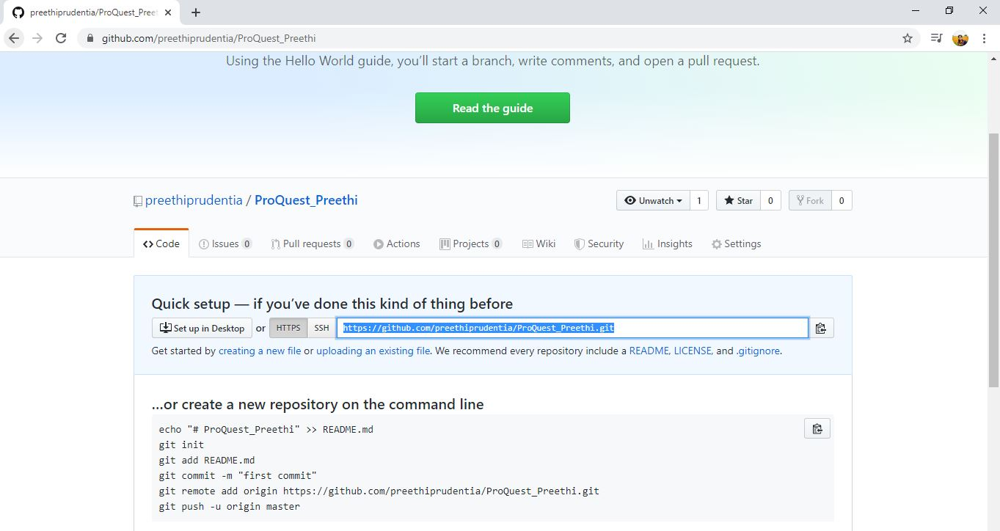 preethiprudentia/ProQuest_Preet
github.com/preethiprudentia/ProQuest_Preethi
Using the Hello World guide, you’ll start a branch, write comments, and open a pull request.
Read the guide
preethiprudentia / ProQuest_Preethi
Unwatch 1 Star 0 Fork 0
Code Issues 0 Pull requests 0 Actions Projects 0 Wiki Security Insights Settings
Quick setup — if you’ve done this kind of thing before
Set up in Desktop or HTTPS SSH https://github.com/preethiprudentia/ProQuest_Preethi.git
Get started by creating a new file or uploading an existing file. We recommend every repository include a README, LICENSE, and .gitignore.
…or create a new repository on the command line
echo "# ProQuest_Preethi" >> README.md
git init
git add README.md
git commit -m "first commit"
git remote add origin https://github.com/preethiprudentia/ProQuest_Preethi.git
git push -u origin master